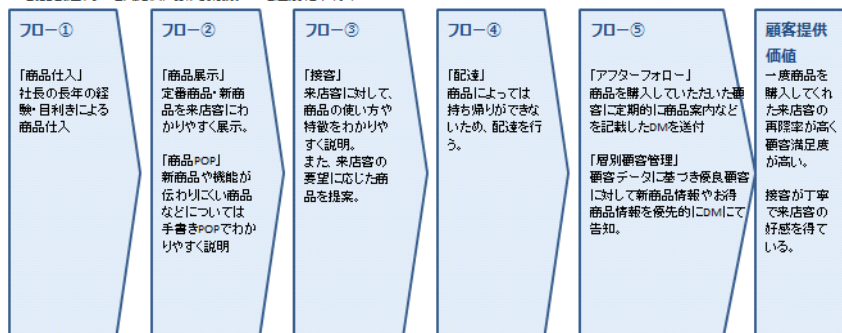 フロー①
「商品仕入」
社長の長年の経
験・目利きによる
商品仕入
フロー②
「商品展示」
定番商品・新商
品を来店客にわ
かりやすく展示。
「商品POP」
新商品や機能が
伝わりにくい商品
などについては
手書きPOPでわか
りやすく説明
フロー③
「接客」
来店客に対して、
商品の使い方や
特徴をわかりや
すく説明。
また、来店客の
要望に応じた商
品を提案。
フロー④
「配達」
商品によっては
持ち帰りができな
いため、配達を行
う。
フロー⑤
「アフターフォロー」
商品を購入していただいた顧
客に定期的に商品案内など
を記載したDMを送付
「層別顧客管理」
顧客データに基づき優良顧客
に対して新商品情報やお得
商品情報を優先的にDMにて
告知。
顧客提供
価値
一度商品を
購入してくれ
た来店客の
再来率が高く
顧客満足度
が高い。
接客が丁寧
で来店客の
好感を得て
いる。